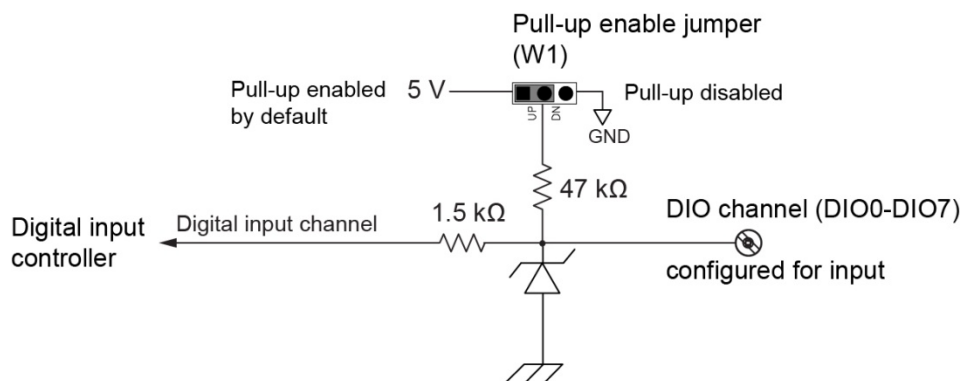 Pull-up enable jumper
(W1)
Pull-up enabled
by default
5 V
Pull-up disabled
UP
DN
GND
47 kΩ
1.5 kΩ
DIO channel (DIO0-DIO7)
Digital input
controller
Digital input channel
configured for input